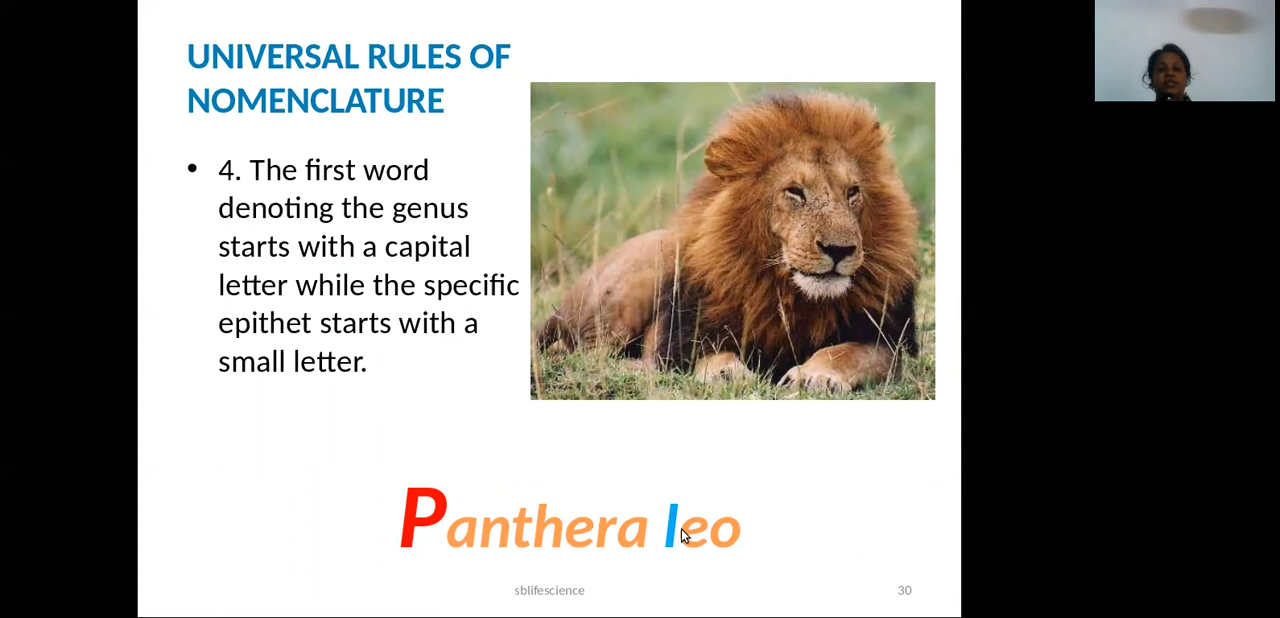 UNIVERSAL RULES OF
NOMENCLATURE
• 4. The first word
denoting the genus
starts with a capital
letter while the specific
epithet starts with a
small letter.
Panthera leo
sblifescience
30